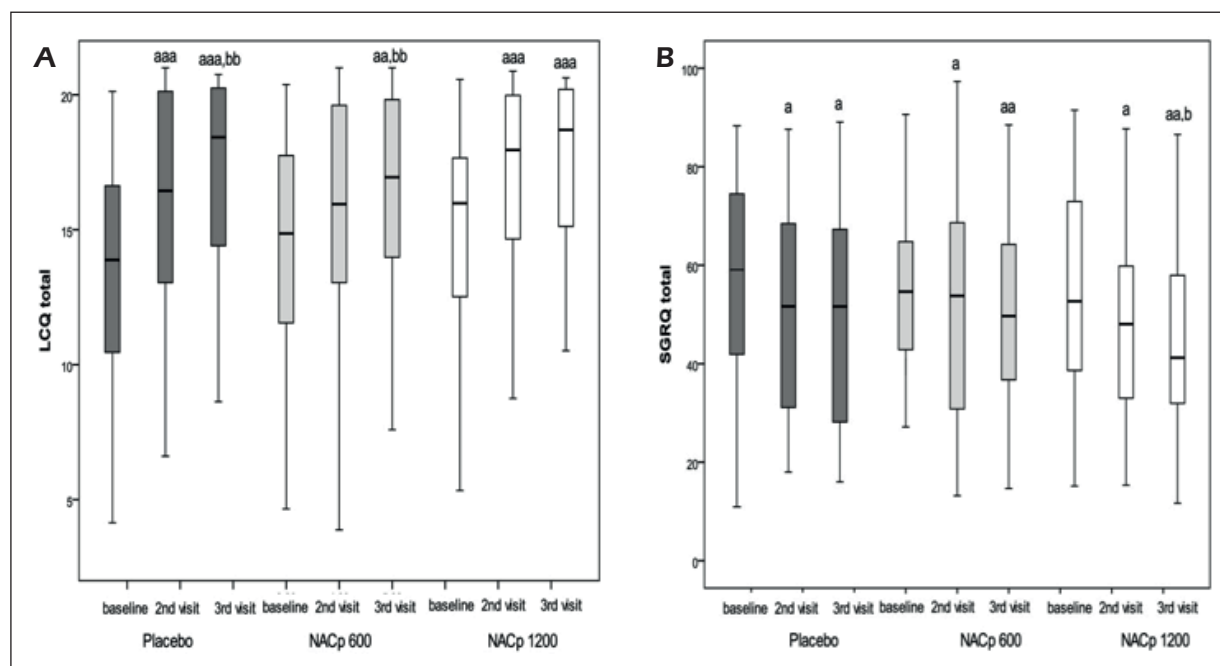 A
aaa aaa,bb aa,bb aaa aaa
LCQ total
20
15
10
5
baseline 2nd visit 3rd visit baseline 2nd visit 3rd visit baseline 2nd visit 3rd visit
Placebo NACp 600 NACp 1200
B
a a a aa a aa,b
SGRQ total
100
80
60
40
20
0
baseline 2nd visit 3rd visit baseline 2nd visit 3rd visit baseline 2nd visit 3rd visit
Placebo NACp 600 NACp 1200